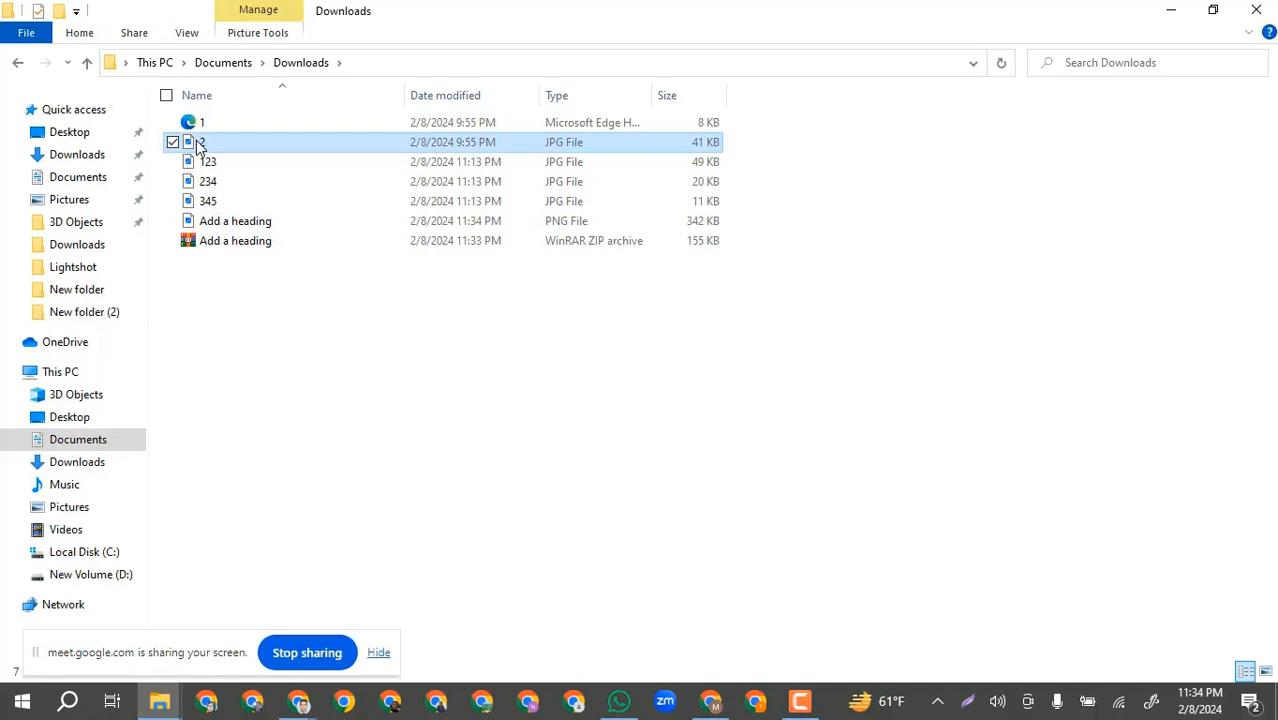 Manage Downloads
File Home Share View Picture Tools
This PC Documents Downloads Search Downloads
Name Date modified Type Size
1 2/8/2024 9:55 PM Microsoft Edge H... 8 KB
2 2/8/2024 9:55 PM JPG File 41 KB
123 2/8/2024 11:13 PM JPG File 49 KB
234 2/8/2024 11:13 PM JPG File 20 KB
345 2/8/2024 11:13 PM JPG File 11 KB
Add a heading 2/8/2024 11:34 PM PNG File 342 KB
Add a heading 2/8/2024 11:33 PM WinRAR ZIP archive 155 KB
Quick access
Desktop
Downloads
Documents
Pictures
3D Objects
Downloads
Lightshot
New folder
New folder (2)
OneDrive
This PC
3D Objects
Desktop
Documents
Downloads
Music
Pictures
Videos
Local Disk (C:)
New Volume (D:)
Network
meet.google.com is sharing your screen. Stop sharing Hide
7
61°F 11:34 PM
2/8/2024 2